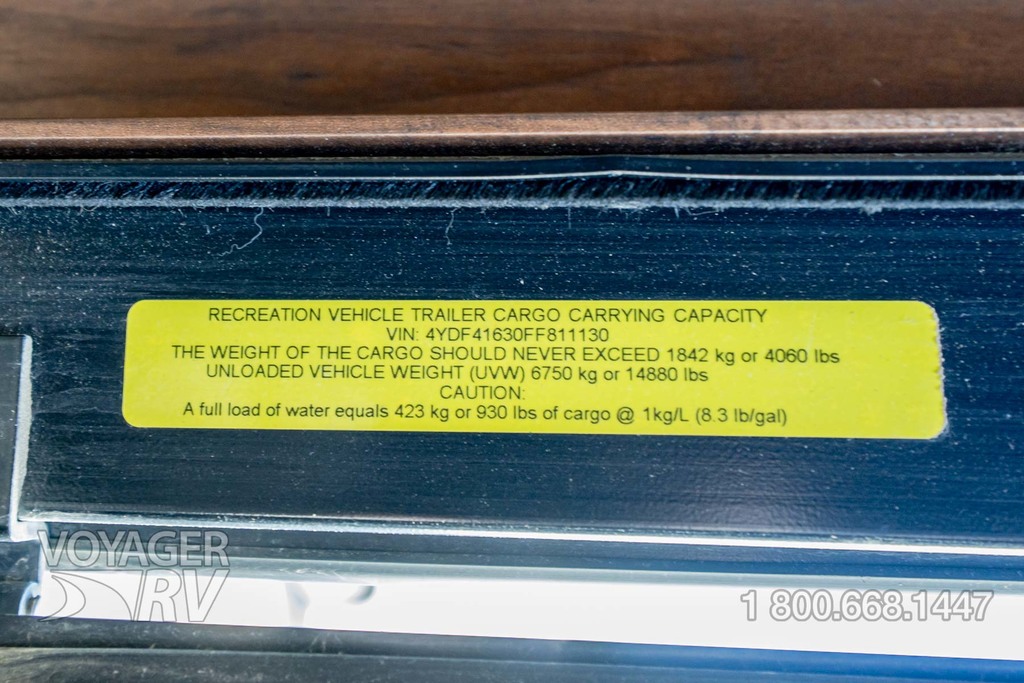 RECREATION VEHICLE TRAILER CARGO CARRYING CAPACITY
VIN: 4YDF41630FF811130
THE WEIGHT OF THE CARGO SHOULD NEVER EXCEED 1842 kg or 4060 lbs
UNLOADED VEHICLE WEIGHT (UVW) 6750 kg or 14880 lbs
CAUTION:
A full load of water equals 423 kg or 930 lbs of cargo @ 1kg/L (8.3 lb/gal)
VOYAGER
RV
1 800.668.1447